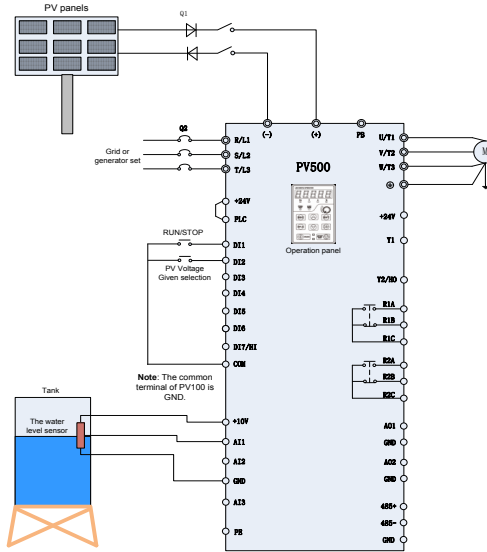 PV panels
Q1
(-)
(+)
PB
Q2
Grid or
generator set
R/L1
S/L2
T/L3
PV500
U/T1
V/T2
W/T3
M
+24V
PLC
Operation panel
+24V
T1
RUN/STOP
DI1
DI2
PV Voltage
Given selection
DI3
DI4
DI5
DI6
DI7/HI
COM
T2/HO
R1A
R1B
R1C
R2A
R2B
R2C
Note: The common
terminal of PV100 is
GND.
Tank
The water
level sensor
+10V
AI1
AI2
GND
AI3
PE
AO1
GND
AO2
GND
485+
485-
GND